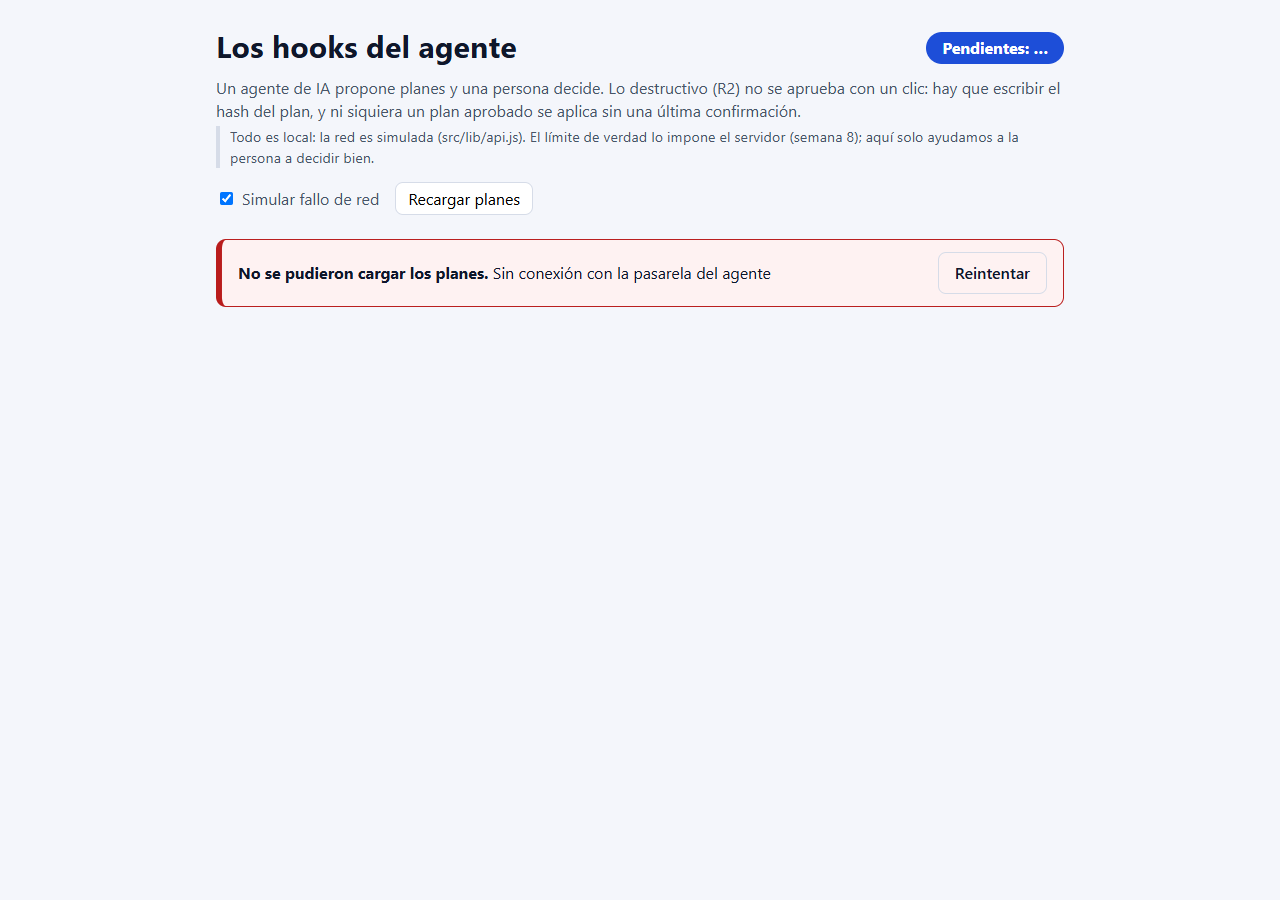 Los hooks del agente
Pendientes: ...
Un agente de IA propone planes y una persona decide. Lo destructivo (R2) no se aprueba con un clic: hay que escribir el
hash del plan, y ni siquiera un plan aprobado se aplica sin una última confirmación.
Todo es local: la red es simulada (src/lib/api.js). El límite de verdad lo impone el servidor (semana 8); aquí solo ayudamos a la
persona a decidir bien.
Simular fallo de red
Recargar planes
No se pudieron cargar los planes. Sin conexión con la pasarela del agente
Reintentar